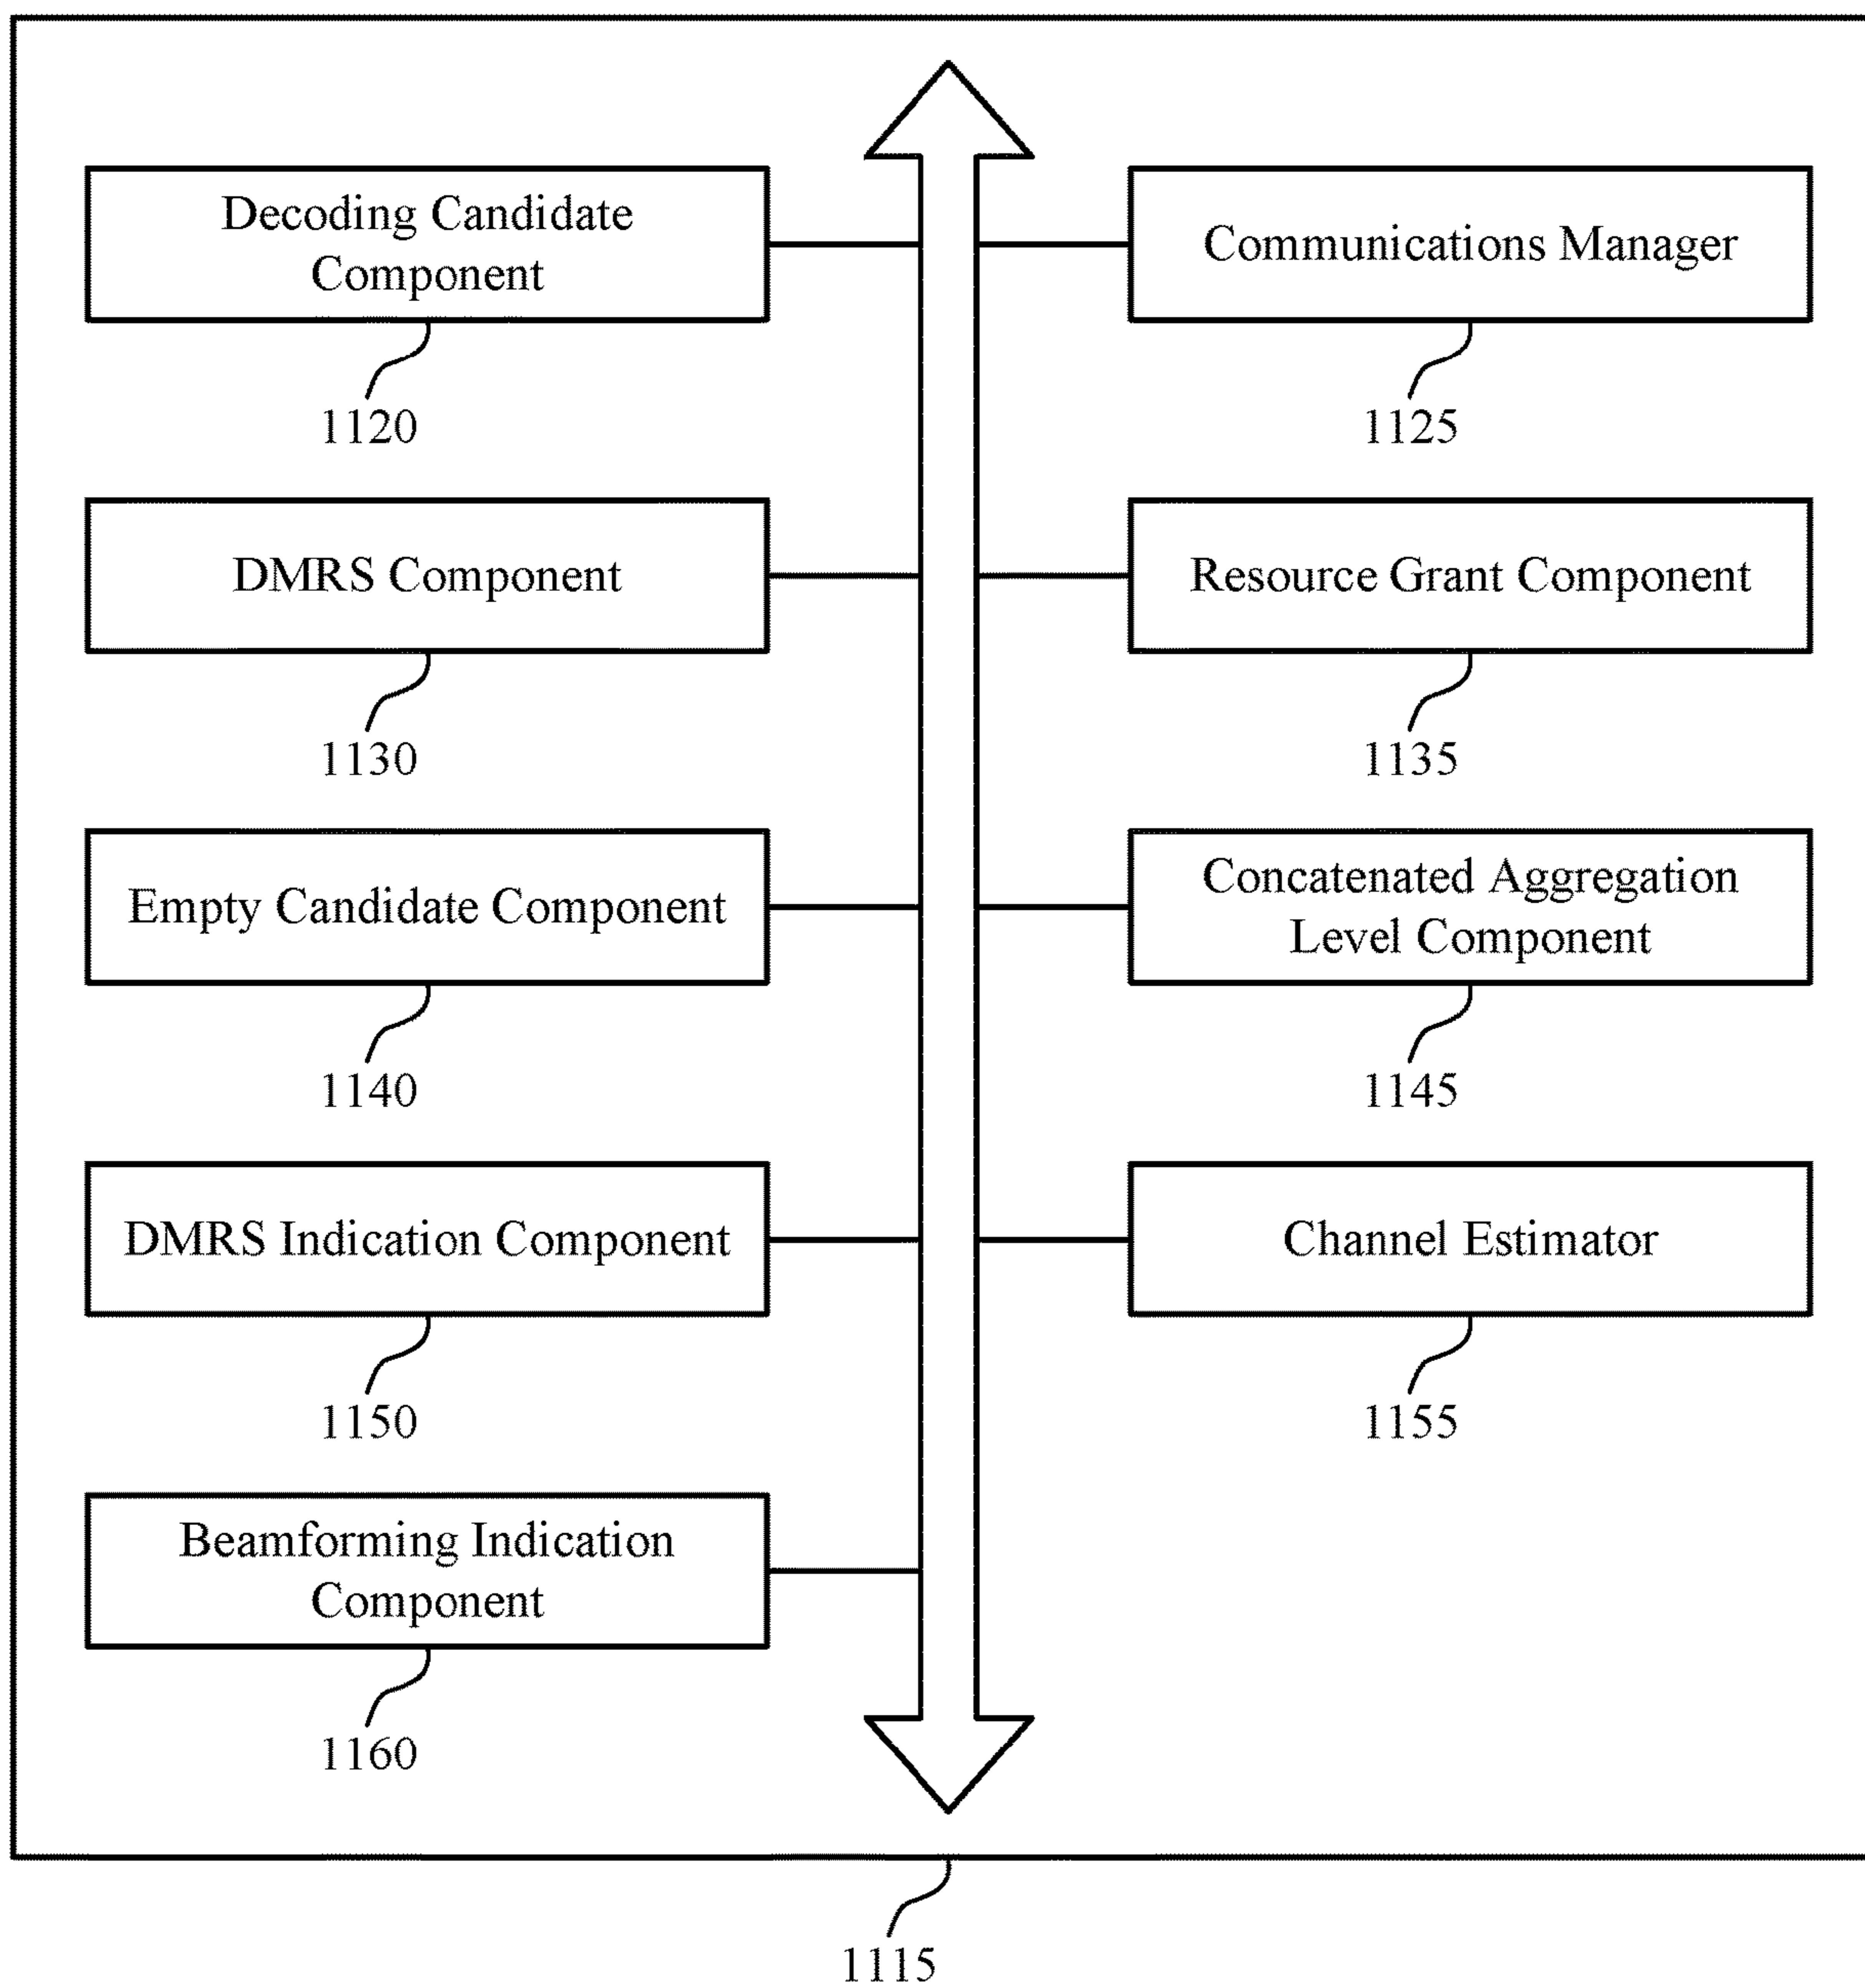 Decoding Candidate
Component
1120
Communications Manager
1125
DMRS Component
1130
Resource Grant Component
1135
Empty Candidate Component
1140
Concatenated Aggregation
Level Component
1145
DMRS Indication Component
1150
Channel Estimator
1155
Beamforming Indication
Component
1160
1115